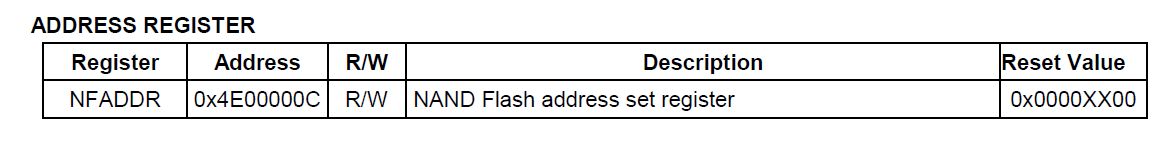 ADDRESS REGISTER
Register Address R/W Description Reset Value
NFADDR 0x4E00000C R/W NAND Flash address set register 0x0000XX00